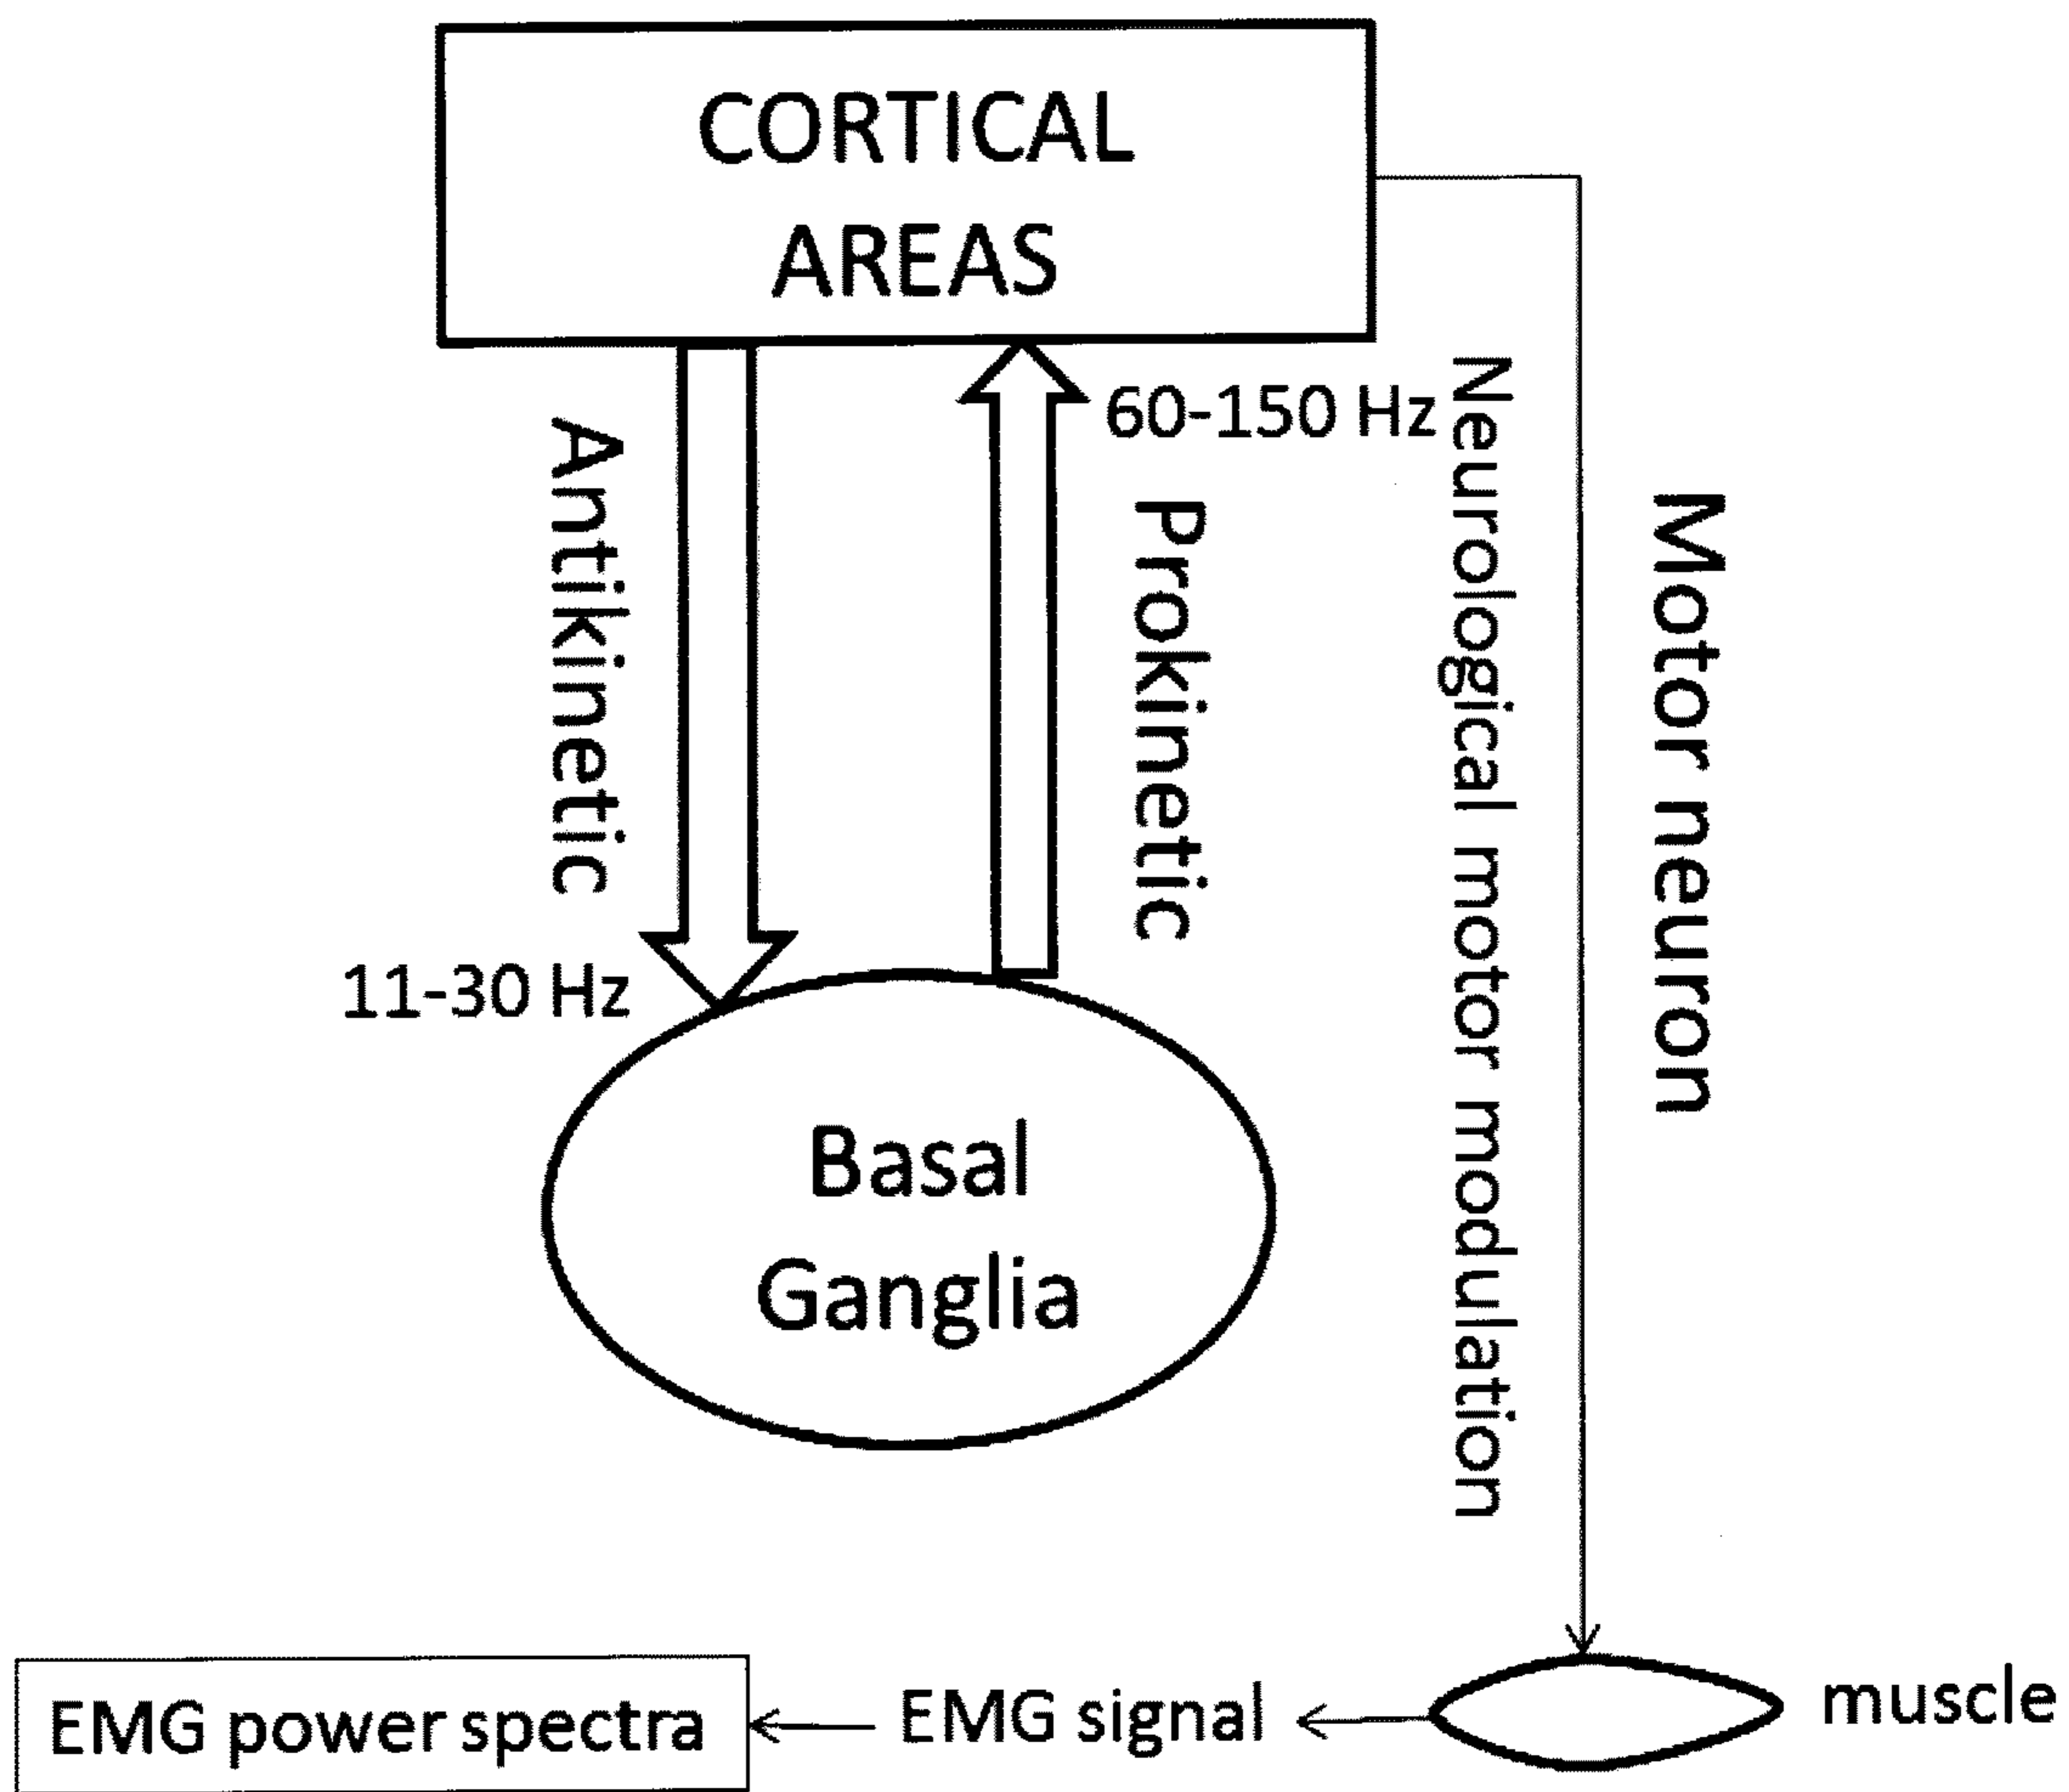 CORTICAL
AREAS
60-150 Hz
Antikinetic
Prokinetic
Neurological motor modullation
Motor neuron
11-30 Hz
Basal
Ganglia
muscle
EMG signal
EMG power spectra